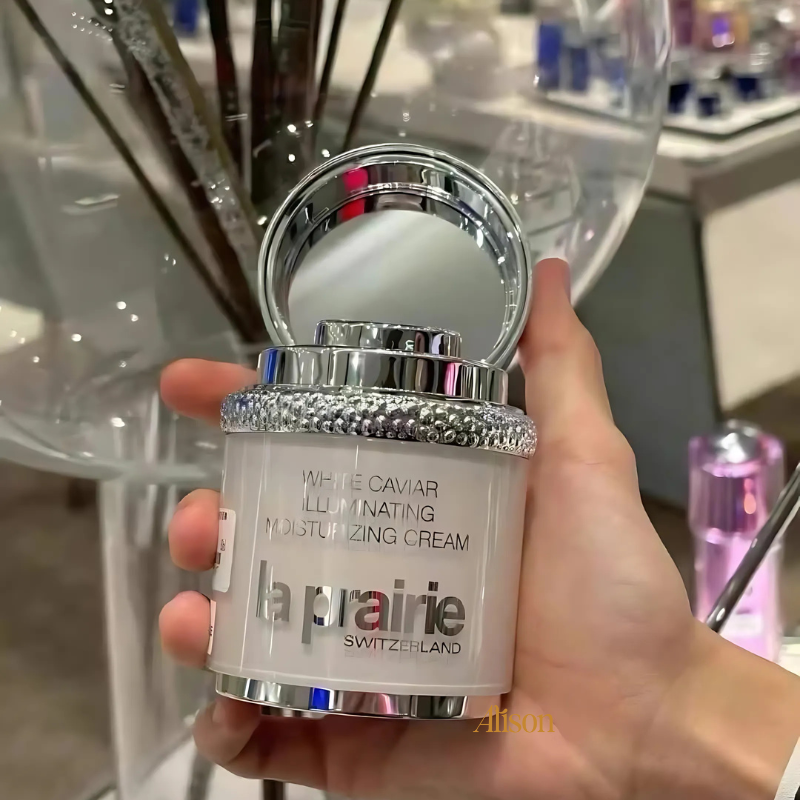 WHITE CAVIAR
ILLUMINATING
MOISTURIZING CREAM
la prairie
SWITZERLAND
Alison